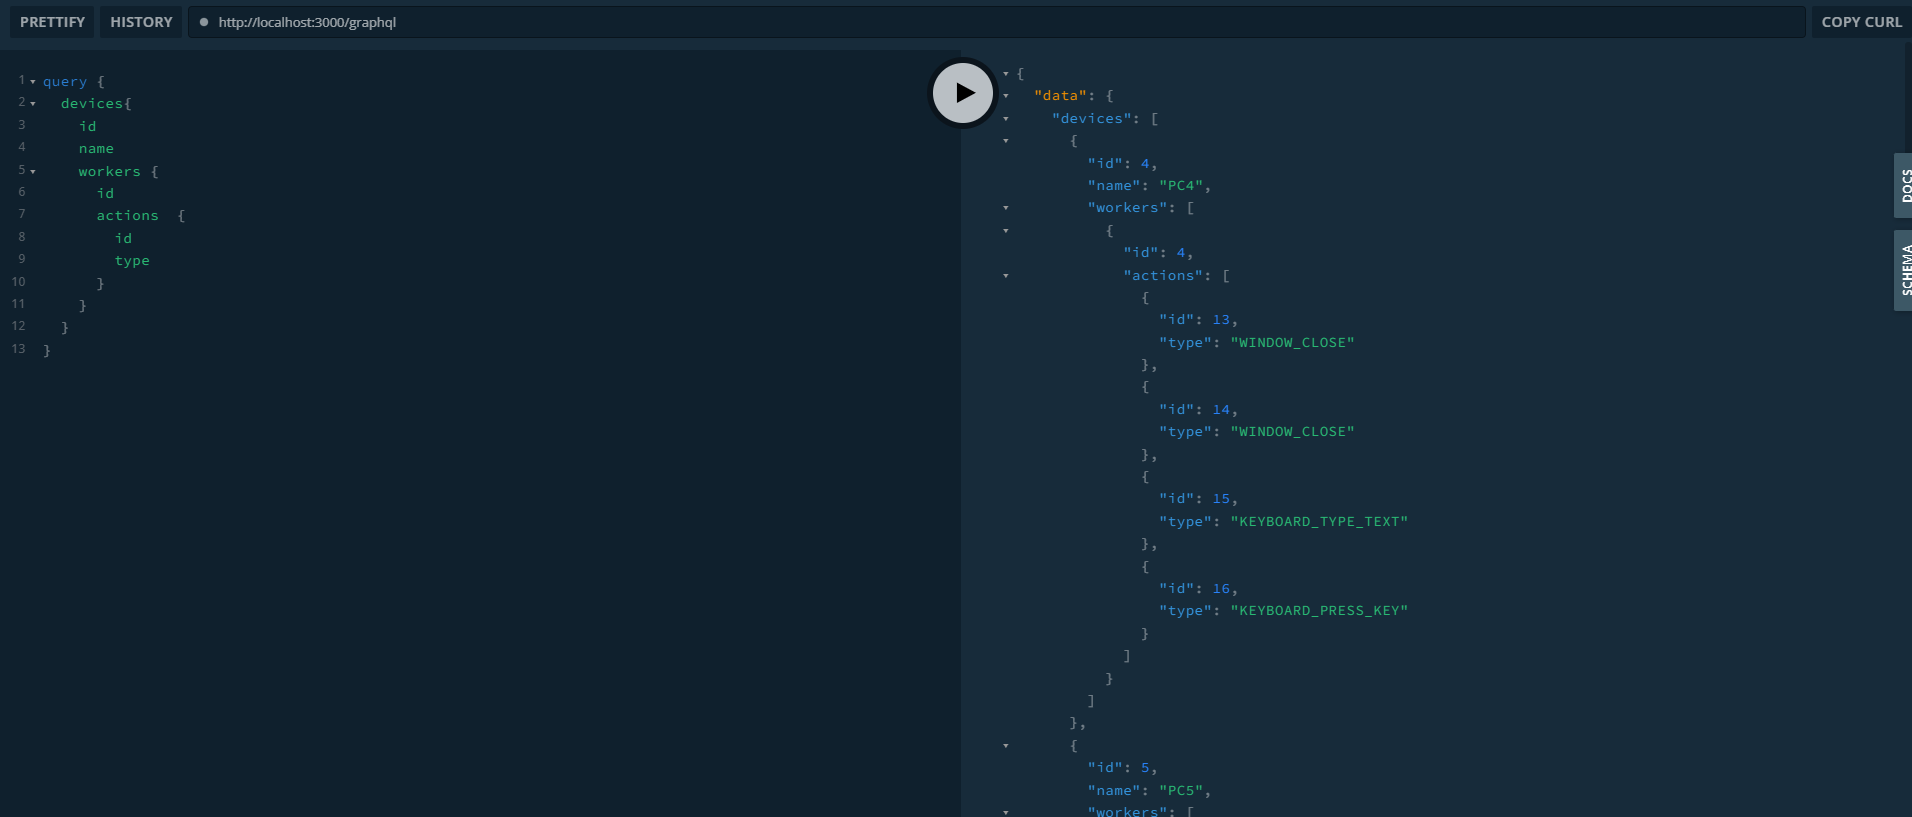 PRETTIFY HISTORY http://localhost:3000/graphql COPY CURL
1 query {
2 devices{
3 id
4 name
5 workers {
6 id
7 actions  {
8 id
9 type
10 }
11 }
12 }
13 }
{
"data": {
"devices": [
{
"id": 4,
"name": "PC4",
"workers": [
{
"id": 4,
"actions": [
{
"id": 13,
"type": "WINDOW_CLOSE"
},
{
"id": 14,
"type": "WINDOW_CLOSE"
},
{
"id": 15,
"type": "KEYBOARD_TYPE_TEXT"
},
{
"id": 16,
"type": "KEYBOARD_PRESS_KEY"
}
]
}
]
},
{
"id": 5,
"name": "PC5",
"workers": [
DOCS
SCHEMA